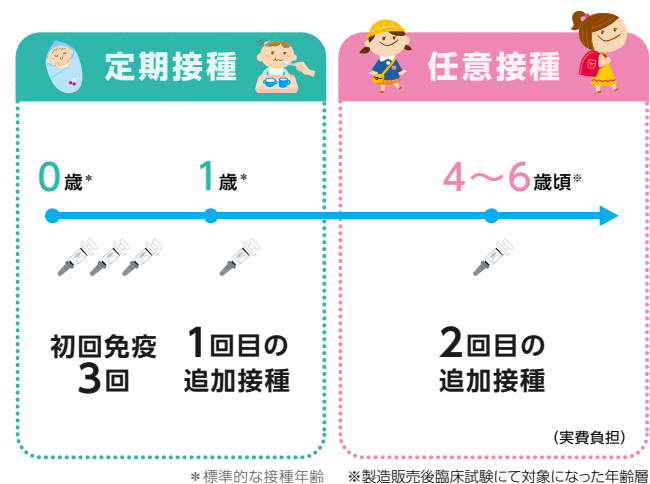 定期接種
任意接種
0歳＊
1歳＊
4～6歳頃※
初回免疫
3回
1回目の
追加接種
2回目の
追加接種
（実費負担）
＊標準的な接種年齢
※製造販売後臨床試験にて対象になった年齢層